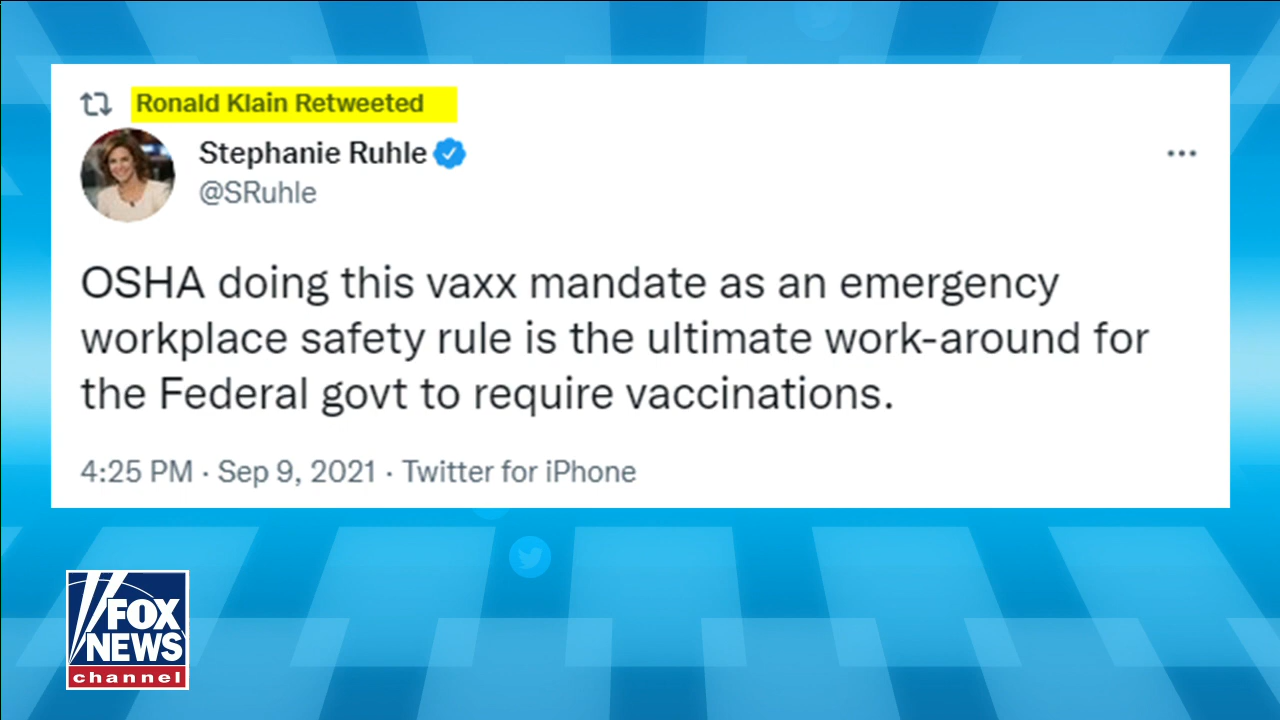 Ronald Klain Retweeted
Stephanie Ruhle
@SRuhle
OSHA doing this vaxx mandate as an emergency
workplace safety rule is the ultimate work-around for
the Federal govt to require vaccinations.
4:25 PM · Sep 9, 2021 · Twitter for iPhone
FOX
NEWS
channel